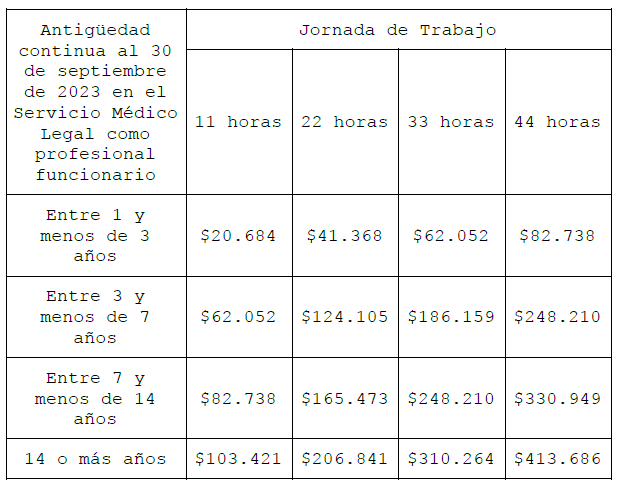 Antigüedad
continua al 30
de septiembre
de 2023 en el
Servicio Médico
Legal como
profesional
funcionario
Jornada de Trabajo
11 horas
22 horas
33 horas
44 horas
Entre 1 y
menos de 3
años
$20.684
$41.368
$62.052
$82.738
Entre 3 y
menos de 7
años
$62.052
$124.105
$186.159
$248.210
Entre 7 y
menos de 14
años
$82.738
$165.473
$248.210
$330.949
14 o más años
$103.421
$206.841
$310.264
$413.686